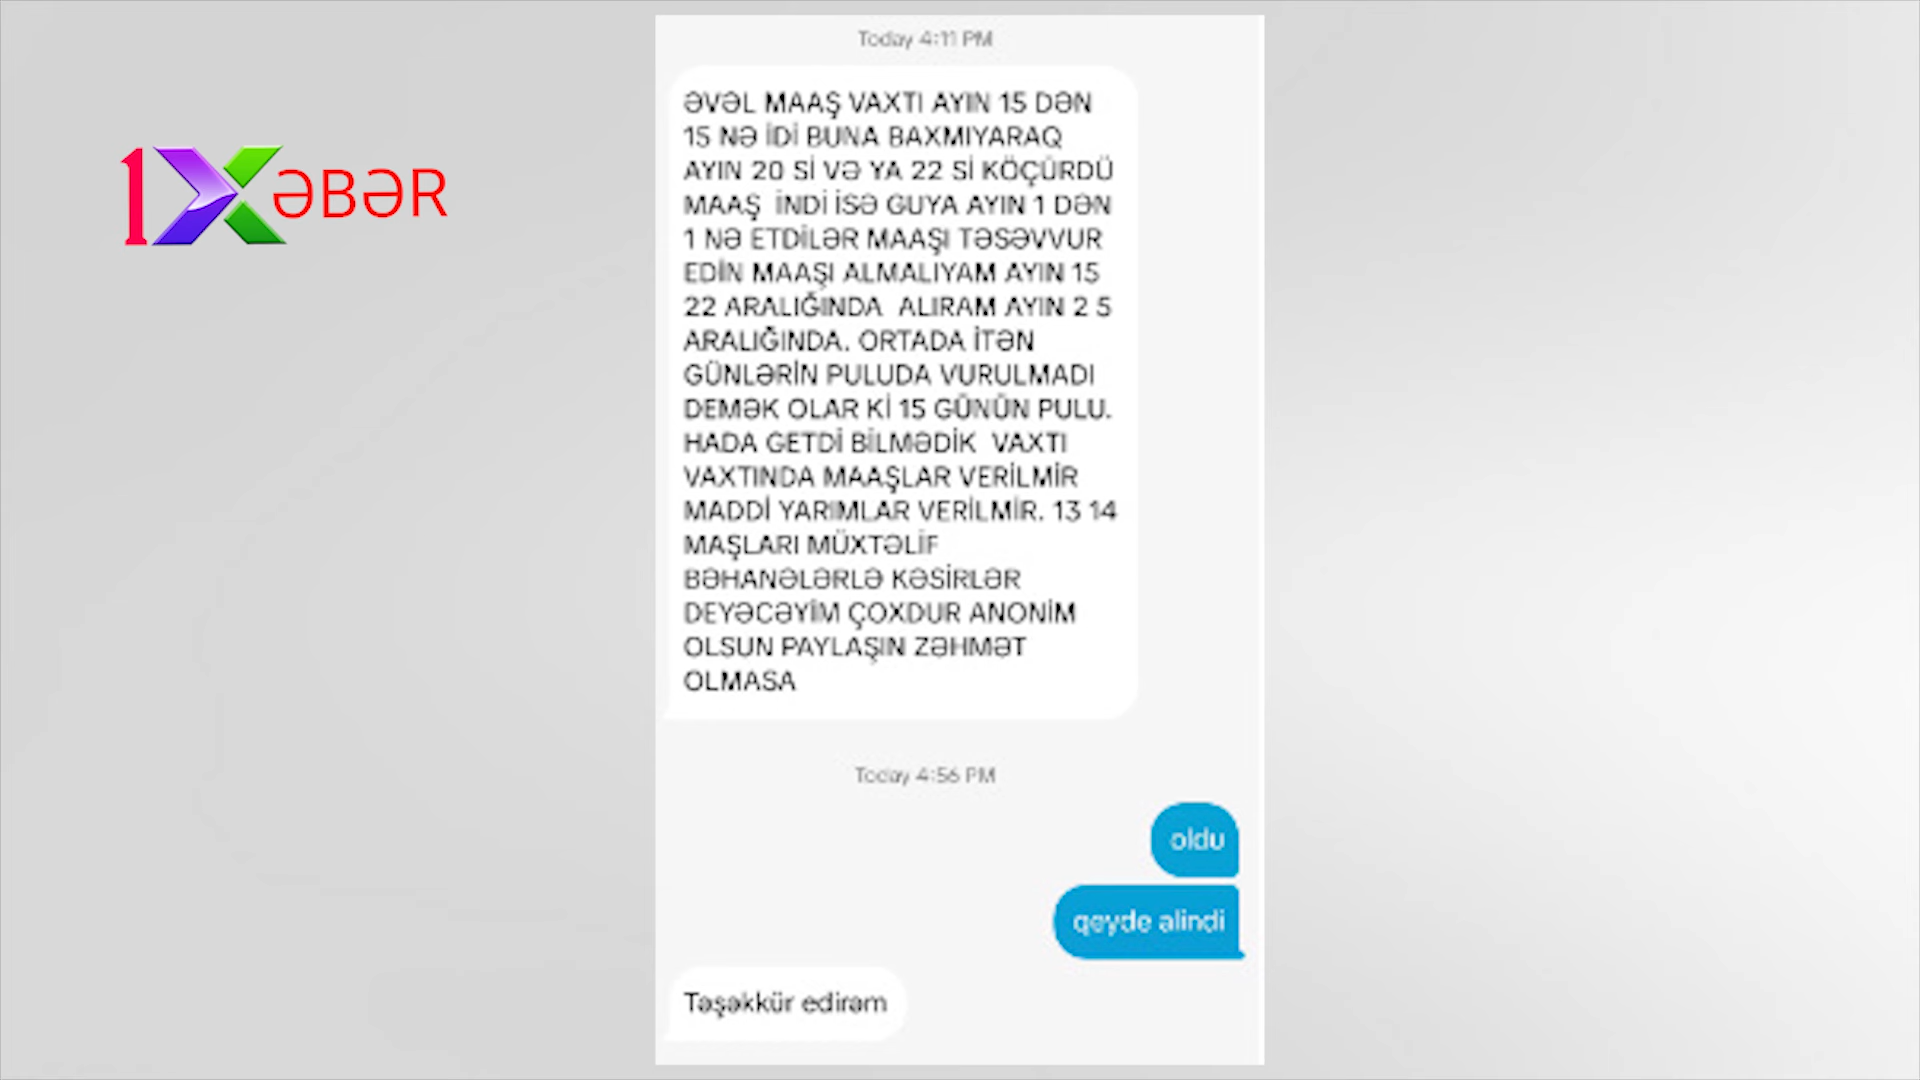 1XƏBƏR
Today 4:11 PM
ƏVƏL MAAŞ VAXTI AYIN 15 DƏN
15 NƏ İDİ BUNA BAXMIYARAQ
AYIN 20 Sİ VƏ YA 22 Sİ KÖÇÜRDÜ
MAAŞ İNDİ İSƏ GUYA AYIN 1 DƏN
1 NƏ ETDİLƏR MAAŞI TƏSƏVVUR
EDİN MAAŞI ALMALIYAM AYIN 15
22 ARALIĞINDA ALIRAM AYIN 2 5
ARALIĞINDA. ORTADA İTƏN
GÜNLƏRİN PULUDA VURULMADI
DEMƏK OLAR Kİ 15 GÜNÜN PULU.
HADA GETDİ BİLMƏDİK VAXTI
VAXTINDA MAAŞLAR VERİLMİR
MADDİ YARIMLAR VERİLMİR. 13 14
MAŞLARI MÜXTƏLİF
BƏHANƏLƏRLƏ KƏSİRLƏR
DEYƏCƏYİM ÇOXDUR ANONİM
OLSUN PAYLAŞIN ZƏHMƏT
OLMASA
Today 4:56 PM
oldu
qeyde alindi
Təşəkkür edirəm